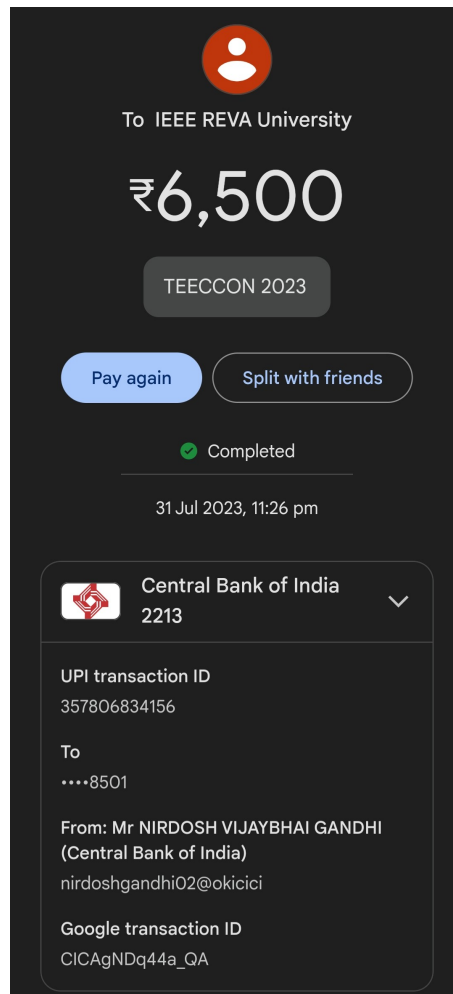 To IEEE REVA University
₹6,500
TEECCON 2023
Pay again
Split with friends
Completed
31 Jul 2023, 11:26 pm
Central Bank of India
2213
UPI transaction ID
357806834156
To
••••8501
From: Mr NIRDOSH VIJAYBHAI GANDHI
(Central Bank of India)
nirdoshgandhi02@okicici
Google transaction ID
CICAgNDq44a_QA